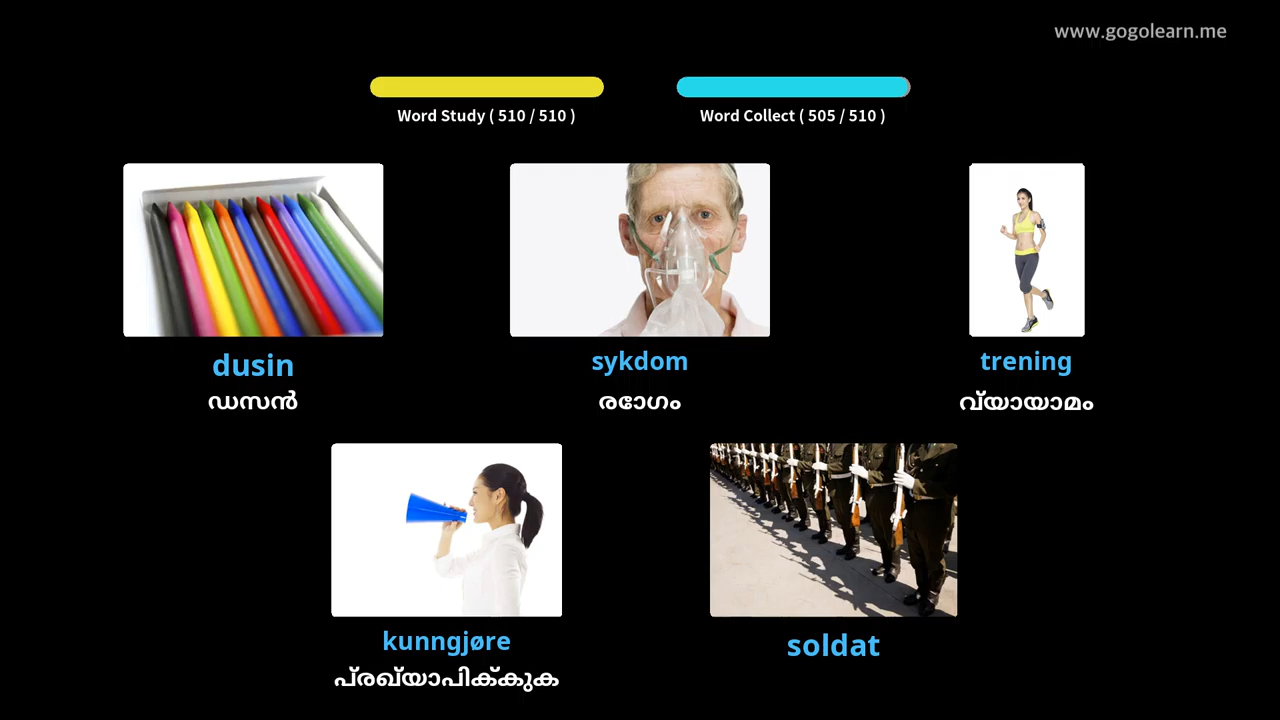 www.gogolearn.me
Word Study ( 510 / 510 )
Word Collect ( 505 / 510 )
dusin
ഡസൻ
sykdom
രോഗം
trening
വ്യായാമം
kunngjøre
പ്രഖ്യാപിക്കുക
soldat